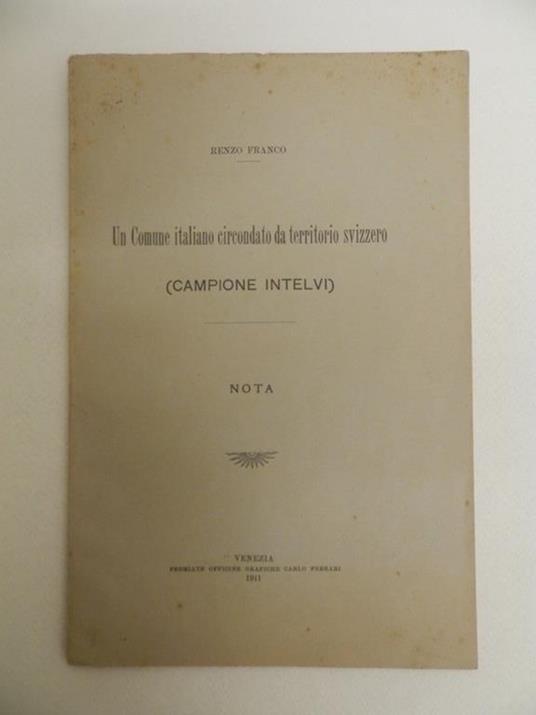 RENZO FRANCO
Un Comune italiano circondato da territorio svizzero
(CAMPIONE INTELVI)
NOTA
VENEZIA
PREMIATE OFFICINE GRAFICHE CARLO FERRARI
1911